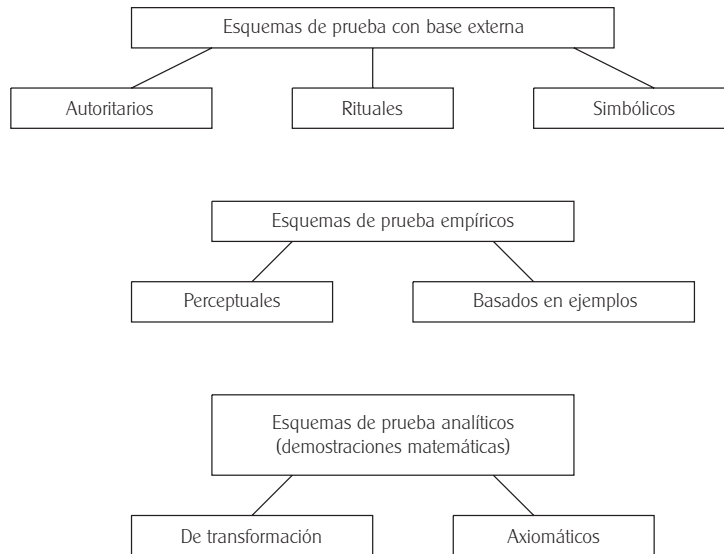 Esquemas de prueba con base externa
Autoritarios
Rituales
Simbólicos
Esquemas de prueba empíricos
Perceptuales
Basados en ejemplos
Esquemas de prueba analíticos
(demostraciones matemáticas)
De transformación
Axiomáticos